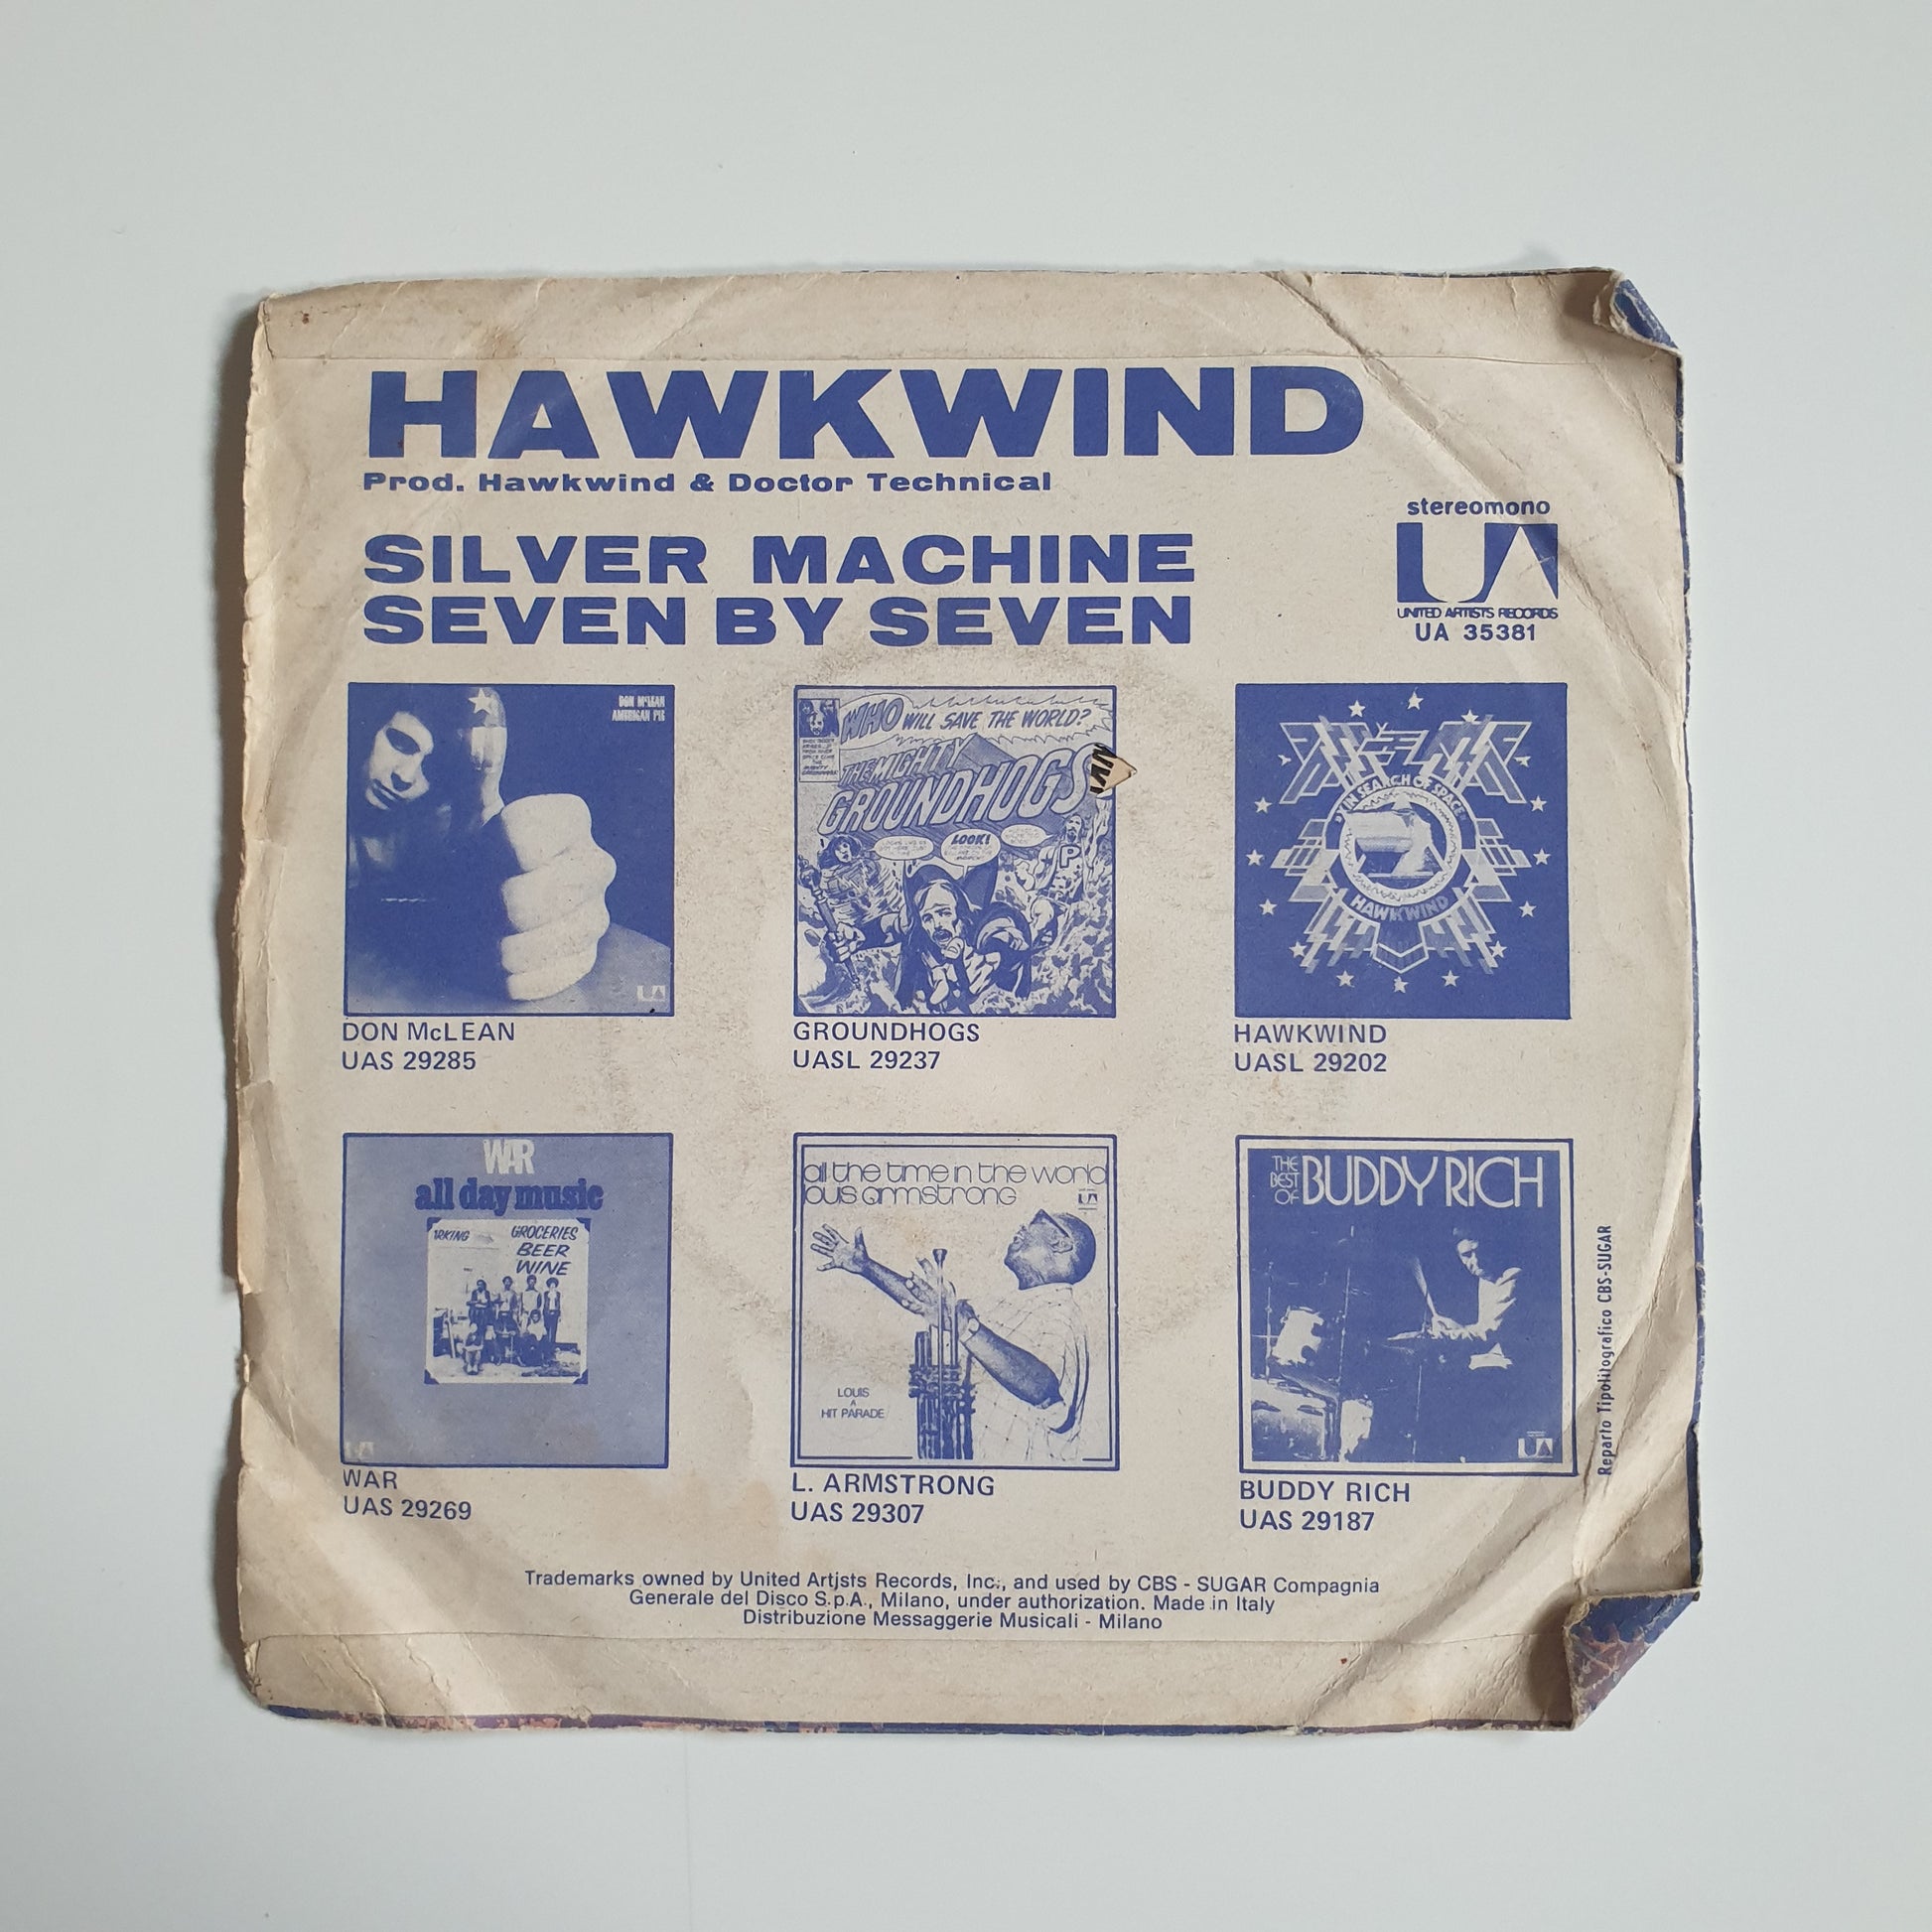 HAWKWIND
Prod. Hawkwind & Doctor Technical
SILVER MACHINE
SEVEN BY SEVEN
stereomono
UA
UNITED ARTISTS RECORDS
UA 35381
DON McLEAN
AMERICAN PIE
UA
DON McLEAN
UAS 29285
WHO WILL SAVE THE WORLD?
THE MIGHTY
GROUNDHOGS
LOOK!
P.
GROUNDHOGS
UASL 29237
IN SEARCH OF SPACE
HAWKWIND
HAWKWIND
UASL 29202
WAR
all day music
GROCERIES
BEER
WINE
UA
WAR
UAS 29269
all the time in the world
louis armstrong
UA
LOUIS
A
HIT PARADE
L. ARMSTRONG
UAS 29307
THE
BEST
OF
BUDDY RICH
UA
BUDDY RICH
UAS 29187
Reparto Tipolitografico CBS-SUGAR
Trademarks owned by United Artjsts Records, Inc., and used by CBS - SUGAR Compagnia
Generale del Disco S.p.A., Milano, under authorization. Made in Italy
Distribuzione Messaggerie Musicali - Milano